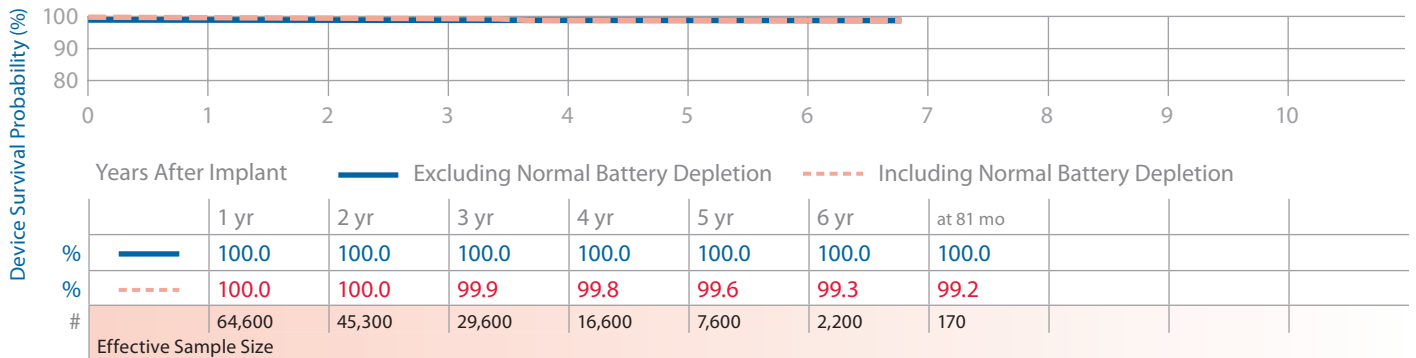 Device Survival Probability (%)
100
90
80
0 1 2 3 4 5 6 7 8 9 10
Years After Implant Excluding Normal Battery Depletion Including Normal Battery Depletion
1 yr 2 yr 3 yr 4 yr 5 yr 6 yr at 81 mo
% 100.0 100.0 100.0 100.0 100.0 100.0 100.0
% 100.0 100.0 99.9 99.8 99.6 99.3 99.2
# 64,600 45,300 29,600 16,600 7,600 2,200 170
Effective Sample Size